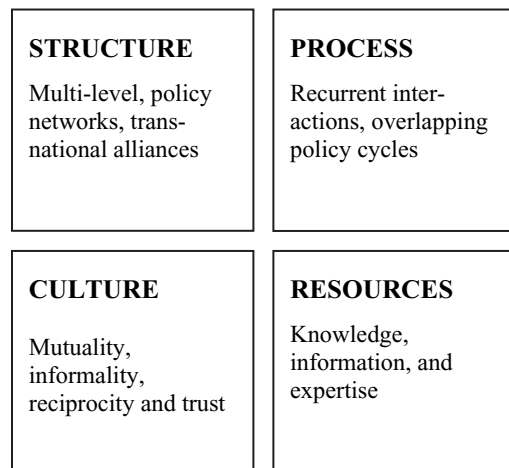 STRUCTURE
Multi-level, policy
networks, trans-
national alliances
PROCESS
Recurrent inter-
actions, overlapping
policy cycles
CULTURE
Mutuality,
informality,
reciprocity and trust
RESOURCES
Knowledge,
information, and
expertise